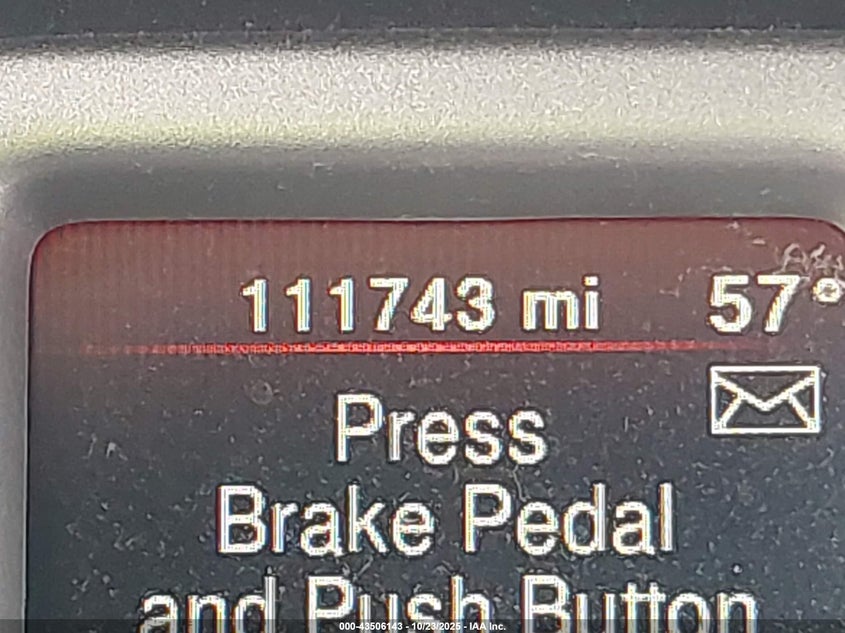 111743 mi 57°
Press
Brake Pedal
and Push Button
000-43506143 - 10/23/2025 - IAA Inc.